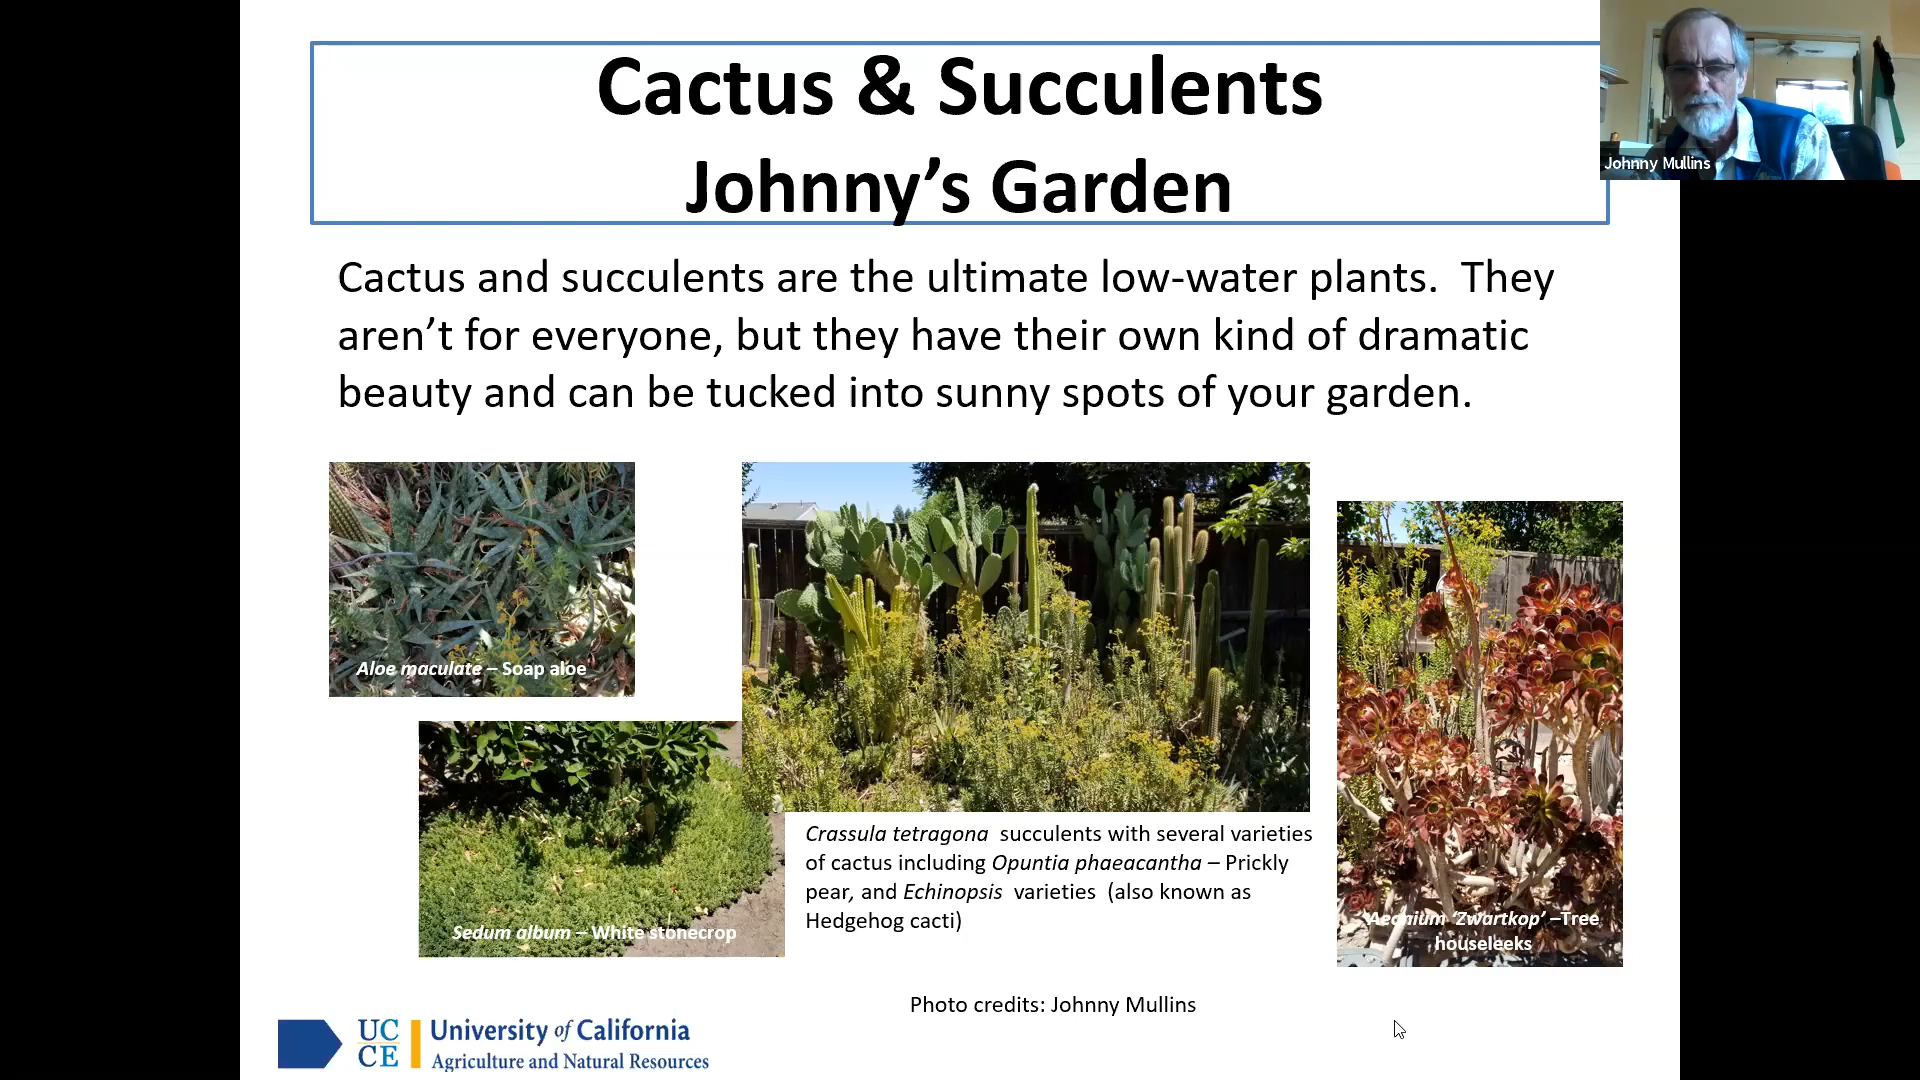 Cactus & Succulents
Johnny’s Garden
Johnny Mullins
Cactus and succulents are the ultimate low-water plants. They
aren’t for everyone, but they have their own kind of dramatic
beauty and can be tucked into sunny spots of your garden.
Aloe maculate – Soap aloe
Sedum album – White stonecrop
Crassula tetragona succulents with several varieties
of cactus including Opuntia phaeacantha – Prickly
pear, and Echinopsis varieties (also known as
Hedgehog cacti)
Aeonium ‘Zwartkop’ –Tree
houseleeks
Photo credits: Johnny Mullins
UC
CE
University of California
Agriculture and Natural Resources